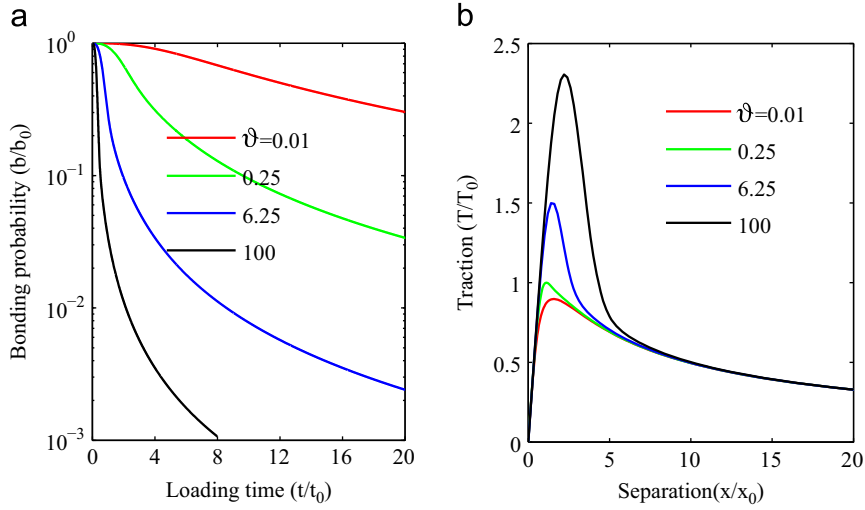 a
10⁰
10⁻¹
10⁻²
10⁻³
Bonding probability (b/b₀)
ϑ=0.01
0.25
6.25
100
0 4 8 12 16 20
Loading time (t/t₀)
b
2.5
2
1.5
1
0.5
0
Traction (T/T₀)
ϑ=0.01
0.25
6.25
100
0 5 10 15 20
Separation(x/x₀)